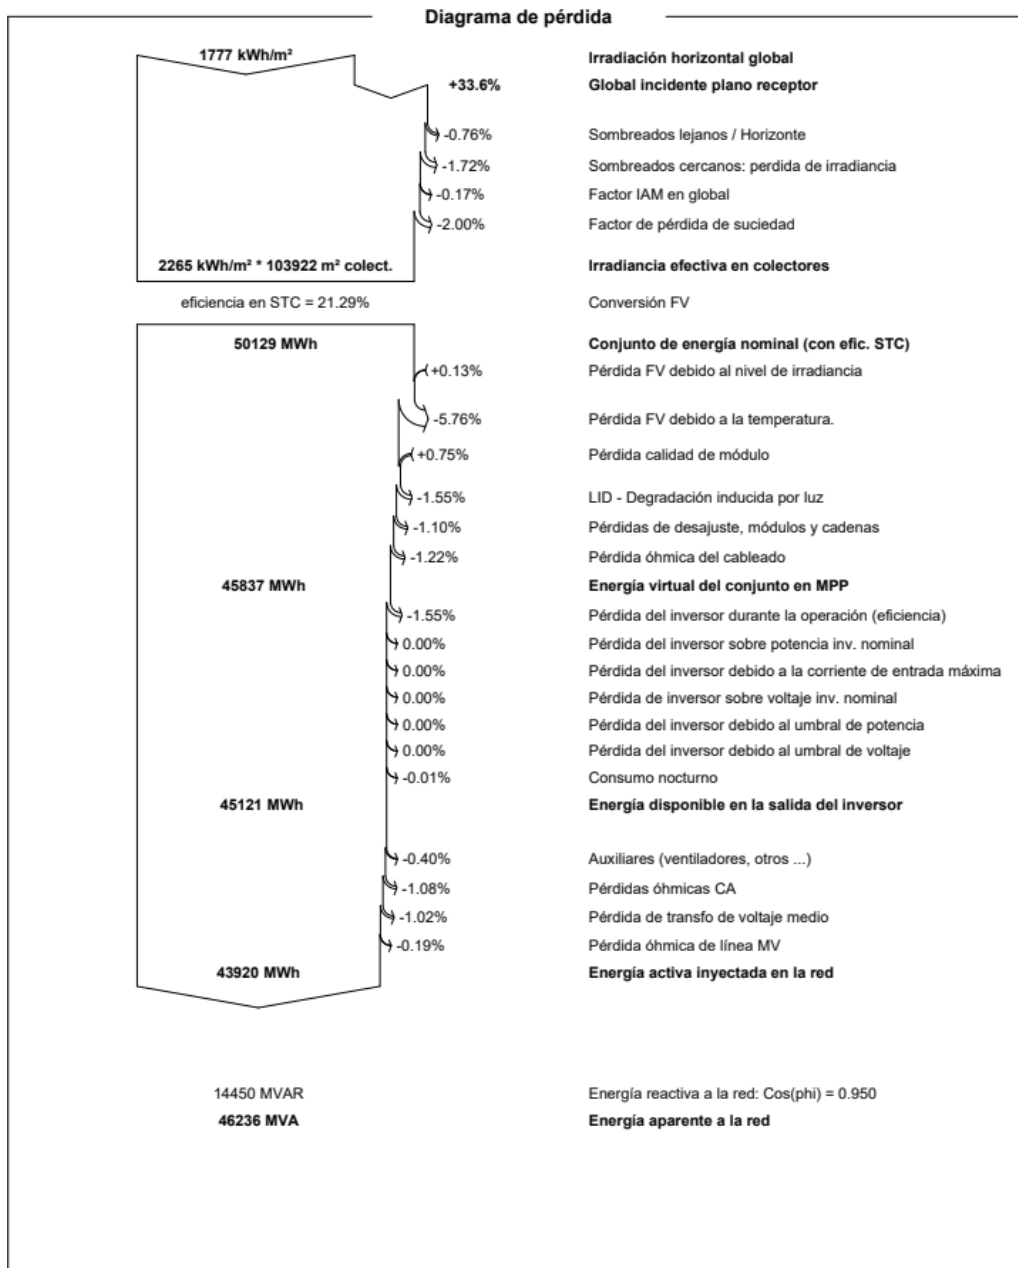 Diagrama de pérdida
1777 kWh/m² Irradiación horizontal global
+33.6% Global incidente plano receptor
-0.76% Sombreados lejanos / Horizonte
-1.72% Sombreados cercanos: perdida de irradiancia
-0.17% Factor IAM en global
-2.00% Factor de pérdida de suciedad
2265 kWh/m² * 103922 m² colect. Irradiancia efectiva en colectores
eficiencia en STC = 21.29% Conversión FV
50129 MWh Conjunto de energía nominal (con efic. STC)
+0.13% Pérdida FV debido al nivel de irradiancia
-5.76% Pérdida FV debido a la temperatura.
+0.75% Pérdida calidad de módulo
-1.55% LID - Degradación inducida por luz
-1.10% Pérdidas de desajuste, módulos y cadenas
-1.22% Pérdida óhmica del cableado
45837 MWh Energía virtual del conjunto en MPP
-1.55% Pérdida del inversor durante la operación (eficiencia)
0.00% Pérdida del inversor sobre potencia inv. nominal
0.00% Pérdida del inversor debido a la corriente de entrada máxima
0.00% Pérdida de inversor sobre voltaje inv. nominal
0.00% Pérdida del inversor debido al umbral de potencia
0.00% Pérdida del inversor debido al umbral de voltaje
-0.01% Consumo nocturno
45121 MWh Energía disponible en la salida del inversor
-0.40% Auxiliares (ventiladores, otros ...)
-1.08% Pérdidas óhmicas CA
-1.02% Pérdida de transfo de voltaje medio
-0.19% Pérdida óhmica de línea MV
43920 MWh Energía activa inyectada en la red
14450 MVAR Energía reactiva a la red: Cos(phi) = 0.950
46236 MVA Energía aparente a la red